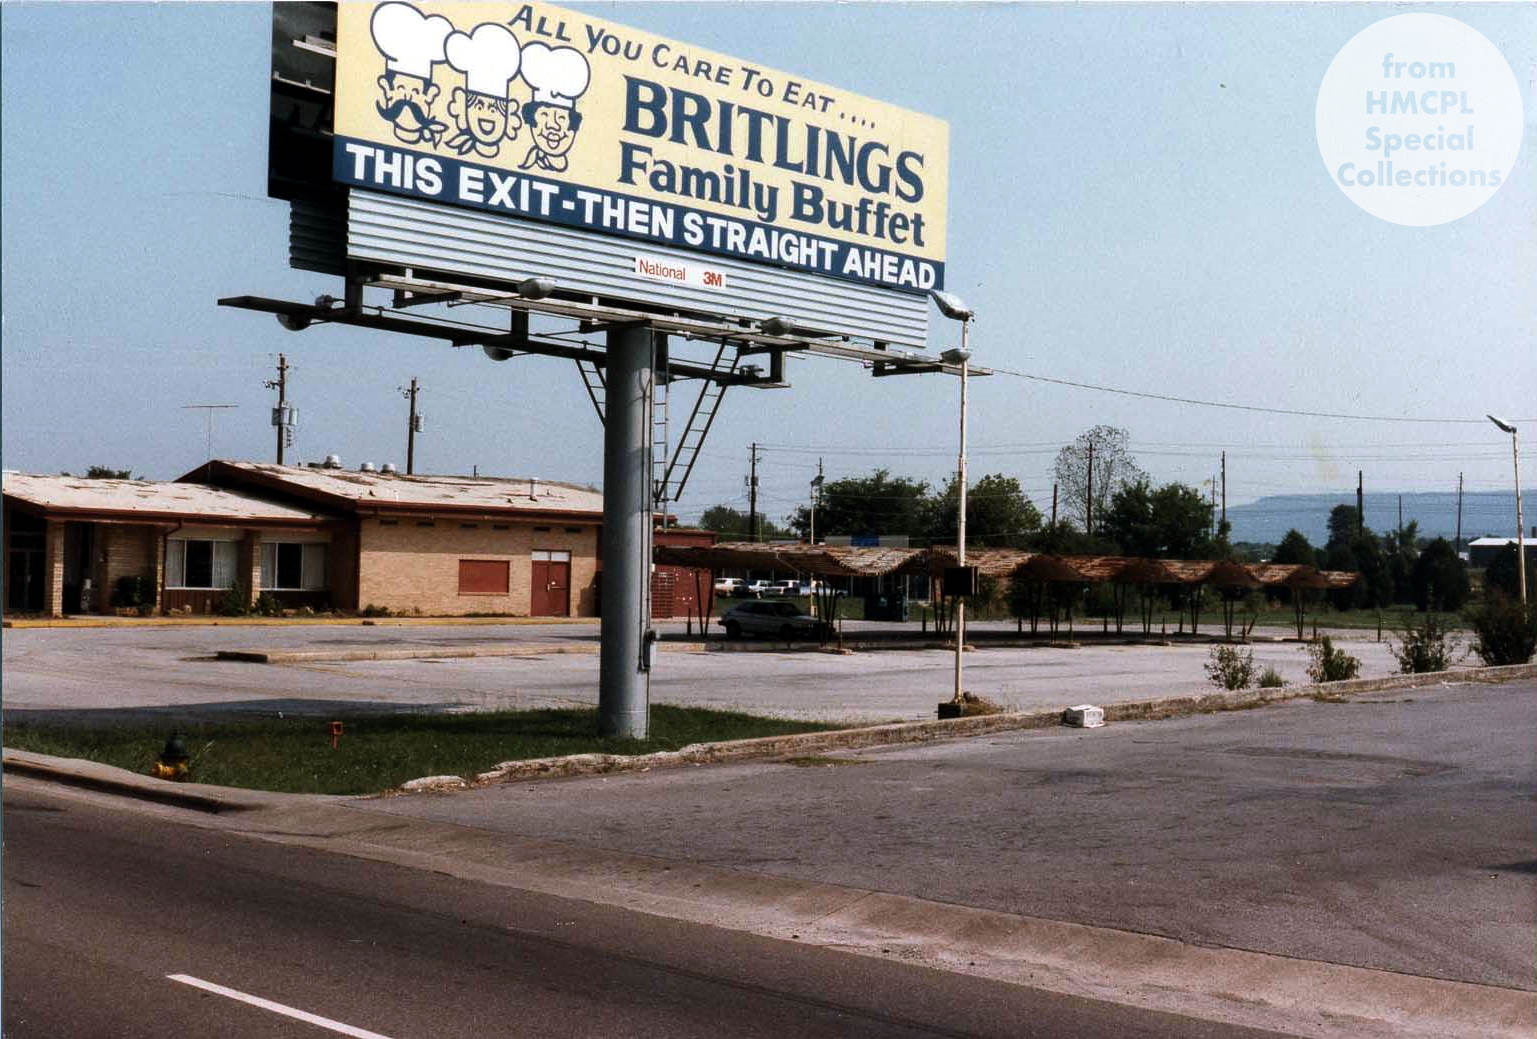 ALL YOU CARE TO EAT....
BRITLINGS
Family Buffet
THIS EXIT-THEN STRAIGHT AHEAD
National 3M
from
HMCPL
Special
Collections